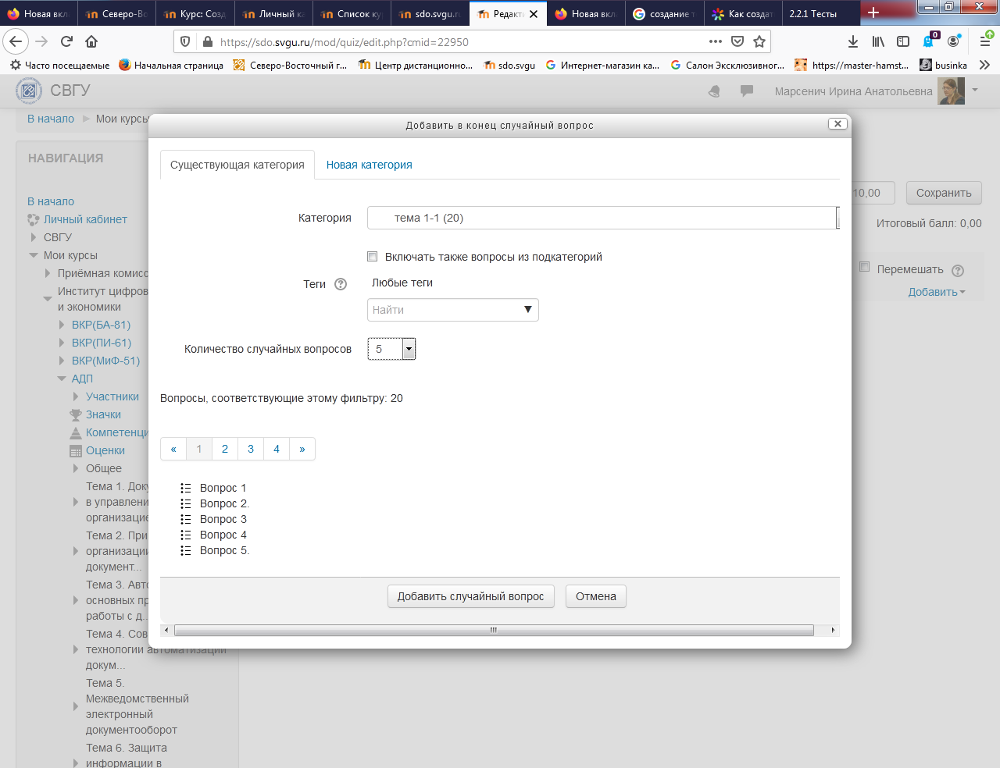 Новая вкл
Северо-Во
Курс: Созд
Личный ка
Список ку
sdo.svgu.ru
Редакти
Новая вкл
создание т
Как создат
2.2.1 Тесты
https://sdo.svgu.ru/mod/quiz/edit.php?cmid=22950
0
Часто посещаемые
Начальная страница
Северо-Восточный г...
Центр дистанционно...
sdo.svgu
Интернет-магазин ка...
Салон Эксклюзивног...
https://master-hamst...
businka
СВГУ
Марсенич Ирина Анатольевна
В начало
Мои курсы
Добавить в конец случайный вопрос
НАВИГАЦИЯ
Существующая категория
Новая категория
10,00
Сохранить
В начало
Личный кабинет
Категория
тема 1-1 (20)
Итоговый балл: 0,00
СВГУ
Мои курсы
Включать также вопросы из подкатегорий
Приёмная комисс
Перемешать
Теги
Любые теги
Институт цифров
и экономики
Добавить
Найти
ВКР(БА-81)
ВКР(ПИ-61)
Количество случайных вопросов
5
ВКР(МиФ-51)
АДП
Участники
Вопросы, соответствующие этому фильтру: 20
Значки
Компетенци
Оценки
« 1 2 3 4 »
Общее
Тема 1. Доку
в управлени
организацие
Вопрос 1
Вопрос 2.
Вопрос 3
Вопрос 4
Вопрос 5.
Тема 2. При
организации
документ...
Тема 3. Авто
основных пр
работы с д...
Добавить случайный вопрос
Отмена
Тема 4. Сов
технологии автоматизации
докум...
Тема 5.
Межведомственный
электронный
документооборот
Тема 6. Защита
информации в